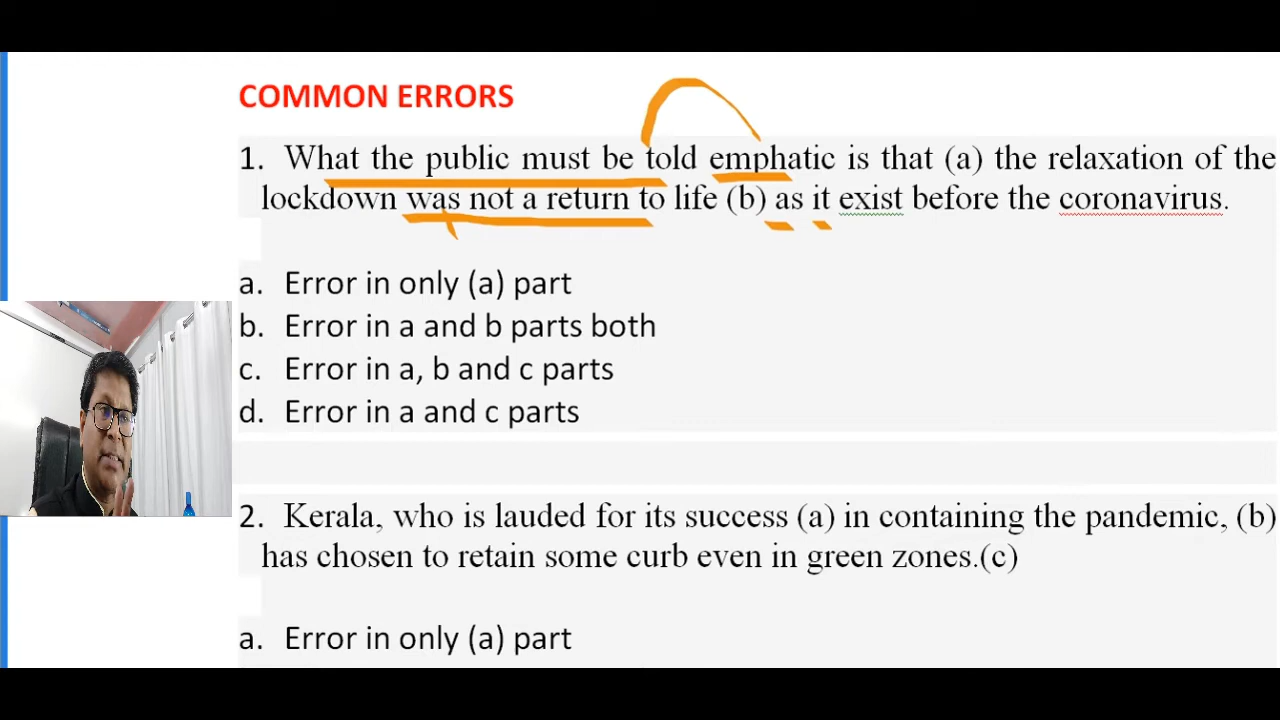 COMMON ERRORS
1. What the public must be told emphatic is that (a) the relaxation of the
lockdown was not a return to life (b) as it exist before the coronavirus.
a. Error in only (a) part
b. Error in a and b parts both
c. Error in a, b and c parts
d. Error in a and c parts
2. Kerala, who is lauded for its success (a) in containing the pandemic, (b)
has chosen to retain some curb even in green zones.(c)
a. Error in only (a) part